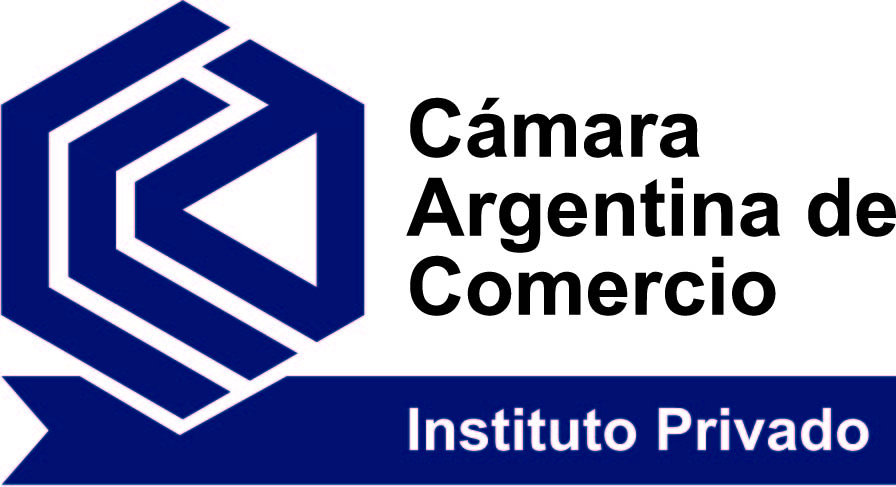 Cámara
Argentina de
Comercio
Instituto Privado